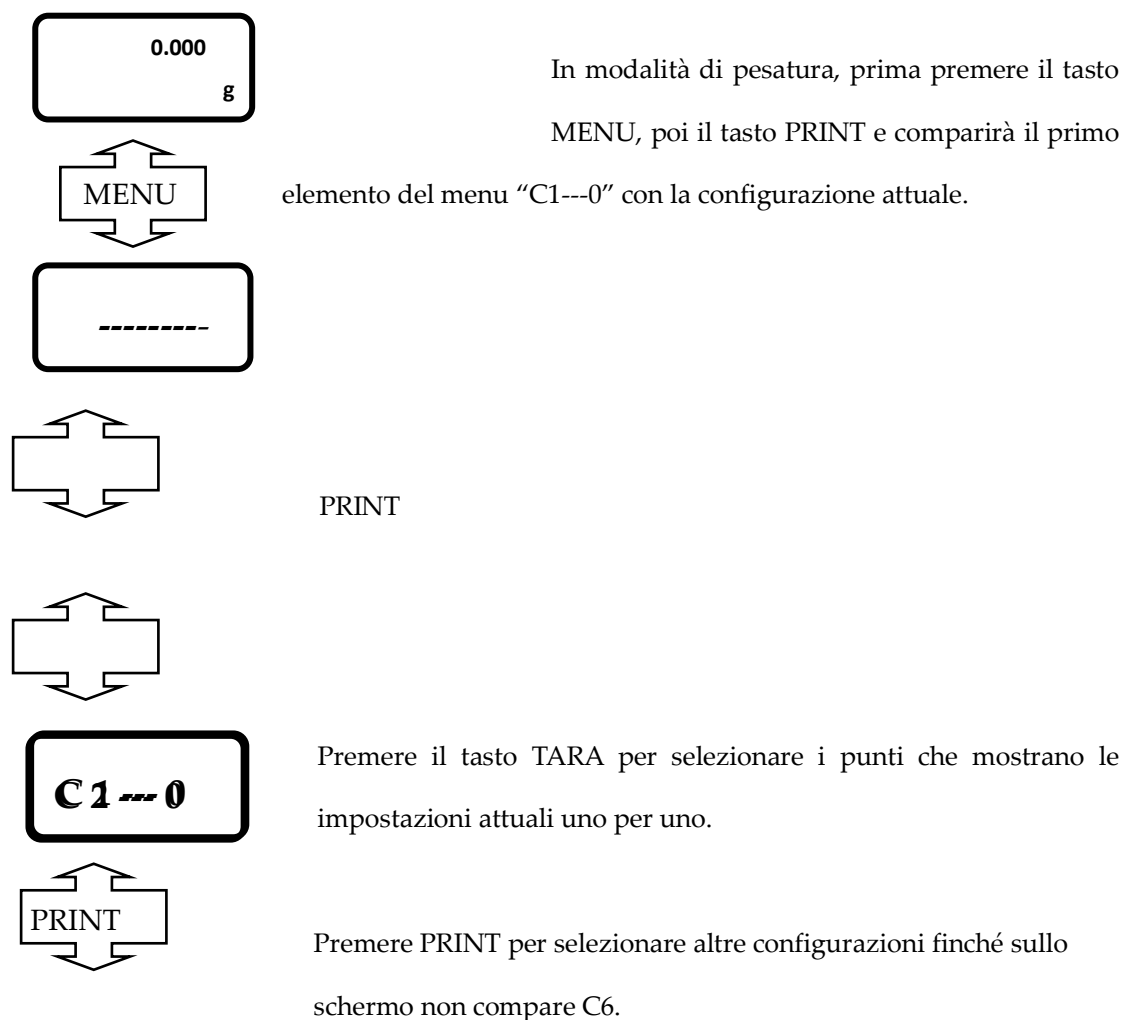 0.000
g
In modalità di pesatura, prima premere il tasto
MENU, poi il tasto PRINT e comparirà il primo
MENU
elemento del menu “C1---0” con la configurazione attuale.
---------
PRINT
Premere il tasto TARA per selezionare i punti che mostrano le
impostazioni attuali uno per uno.
PRINT
Premere PRINT per selezionare altre configurazioni finché sullo
schermo non compare C6.